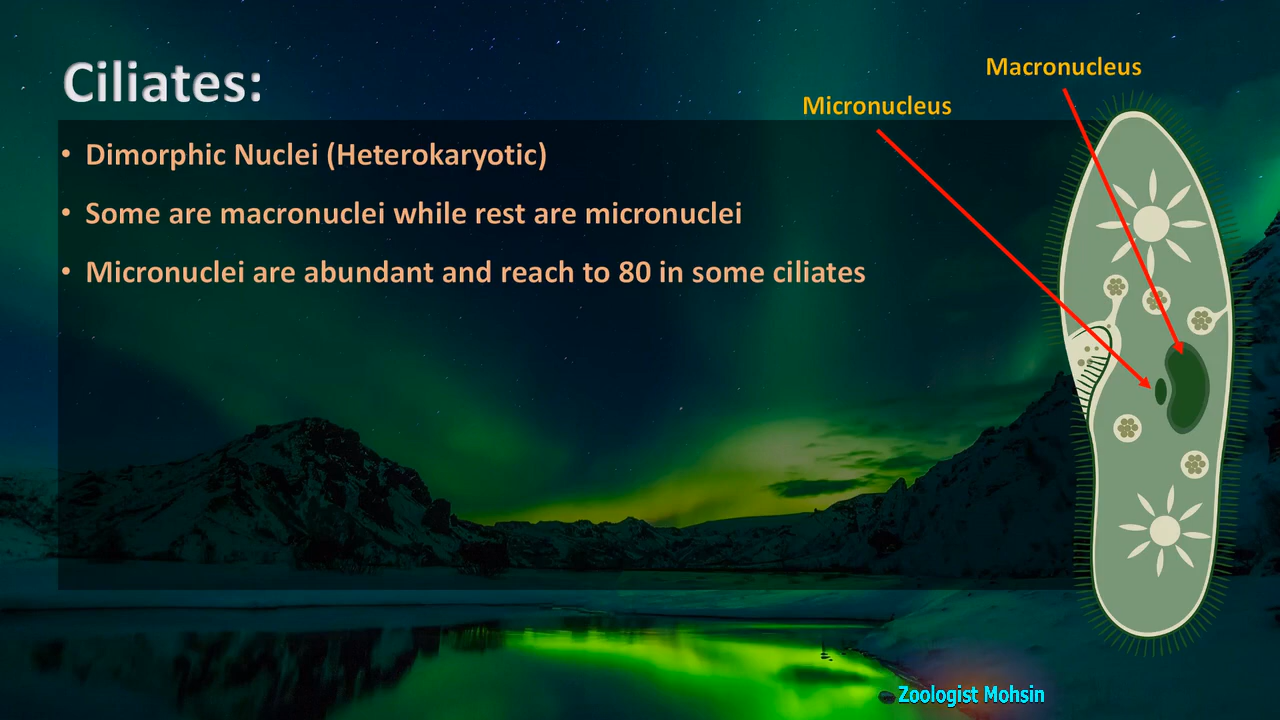 Ciliates:
Macronucleus
Micronucleus
• Dimorphic Nuclei (Heterokaryotic)
• Some are macronuclei while rest are micronuclei
• Micronuclei are abundant and reach to 80 in some ciliates
Zoologist Mohsin